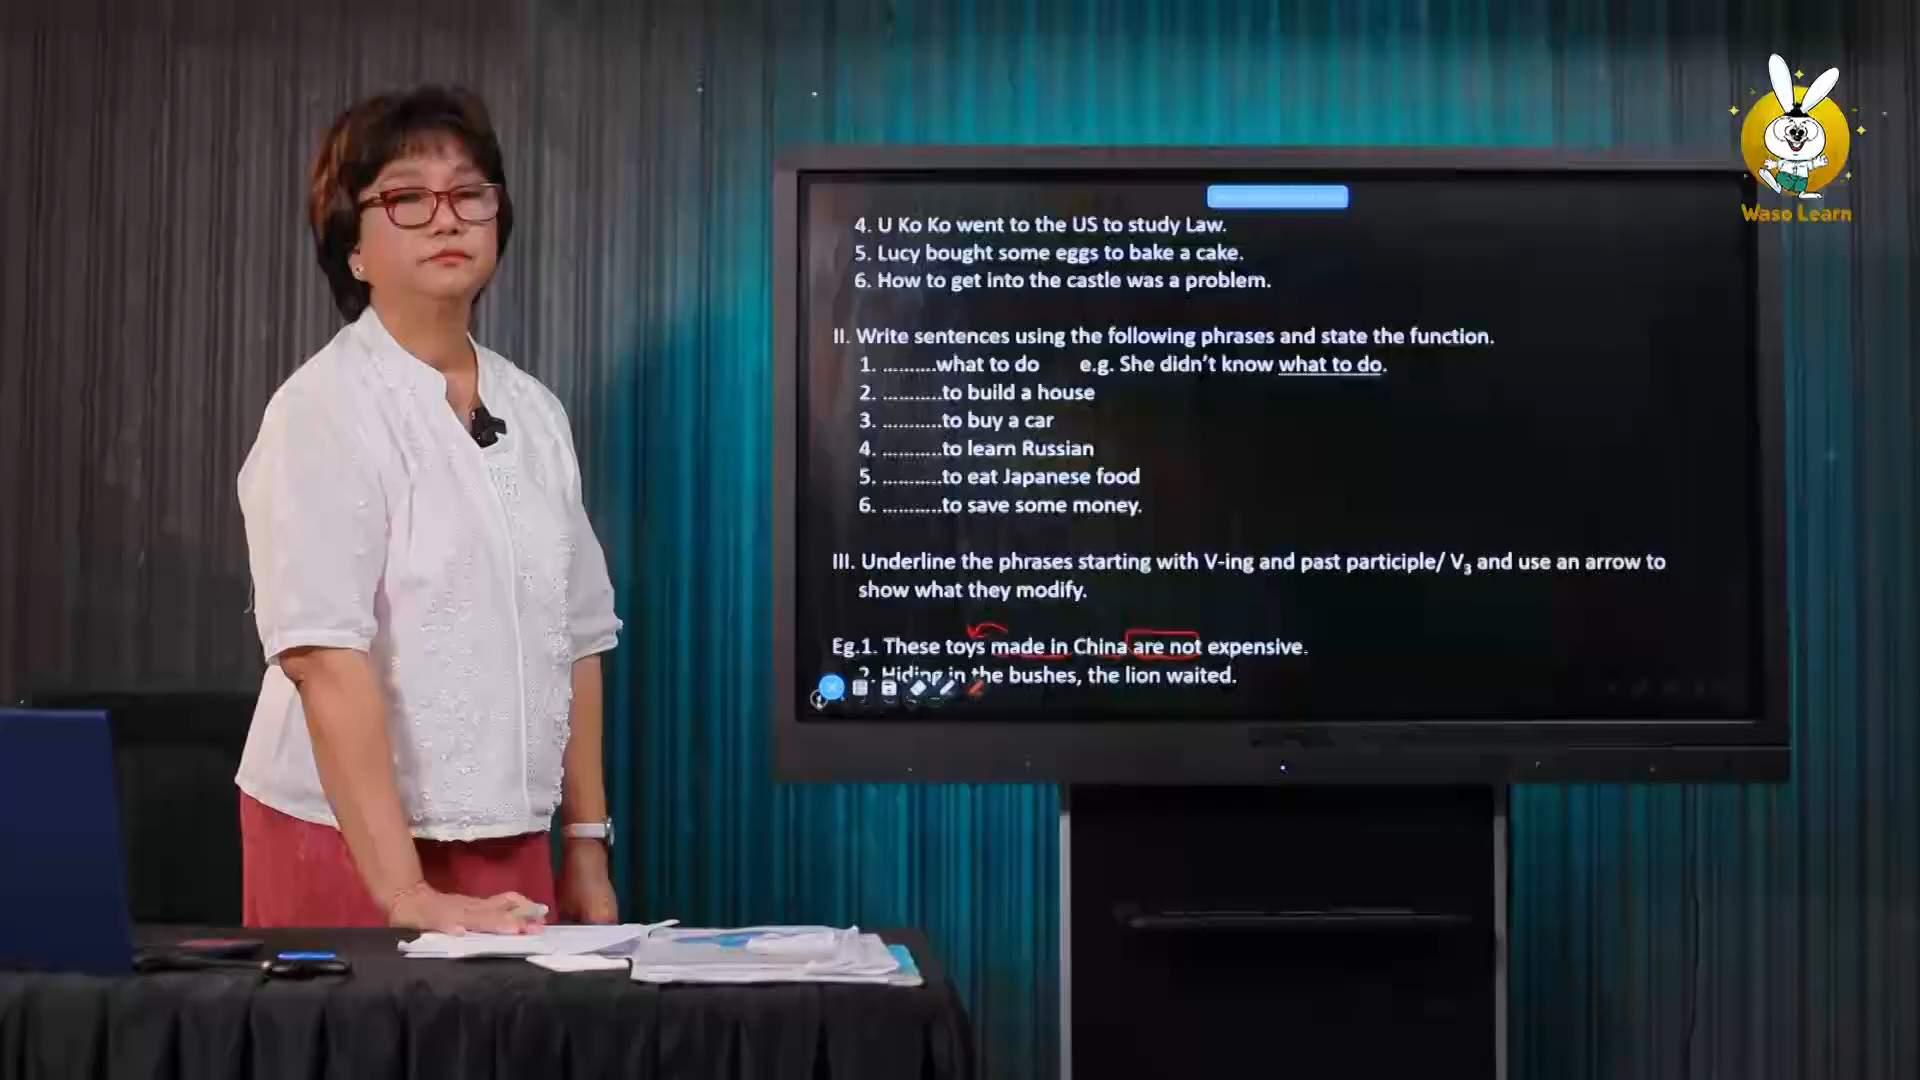 Waso Learn
4. U Ko Ko went to the US to study Law.
5. Lucy bought some eggs to bake a cake.
6. How to get into the castle was a problem.
II. Write sentences using the following phrases and state the function.
1. ..........what to do e.g. She didn't know what to do.
2. ...........to build a house
3. ...........to buy a car
4. ...........to learn Russian
5. ...........to eat Japanese food
6. ...........to save some money.
III. Underline the phrases starting with V-ing and past participle/ V₃ and use an arrow to
show what they modify.
Eg.1. These toys made in China are not expensive.
2. Hiding in the bushes, the lion waited.